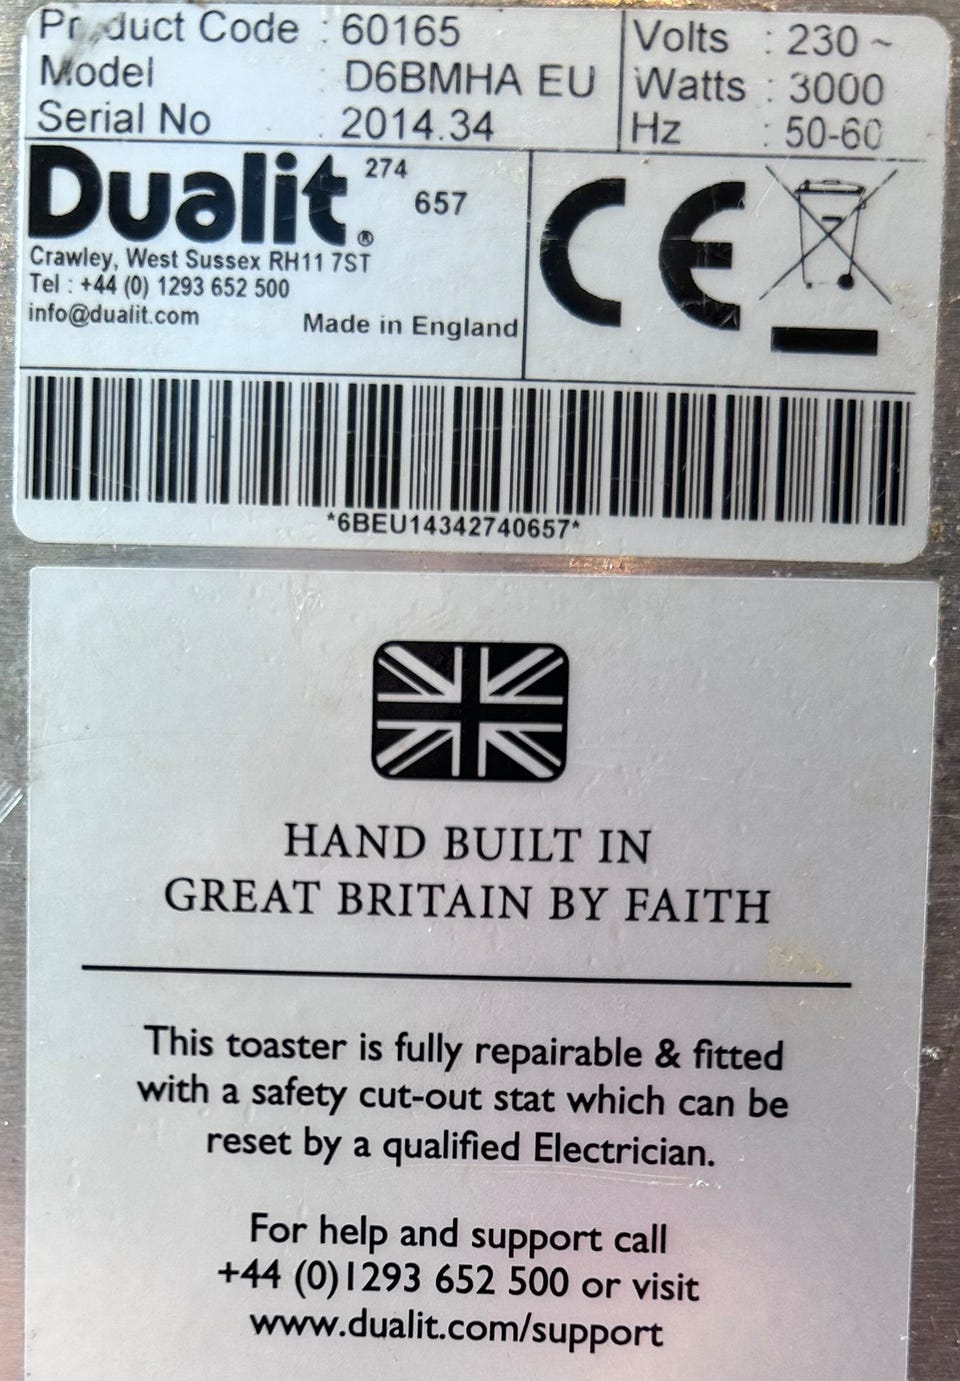 Product Code : 60165
Model : D6BMHA EU
Serial No : 2014.34
Volts : 230 ~
Watts : 3000
Hz : 50-60
Dualit®
274
657
Crawley, West Sussex RH11 7ST
Tel : +44 (0) 1293 652 500
info@dualit.com
Made in England
CE
*6BEU14342740657*
HAND BUILT IN
GREAT BRITAIN BY FAITH
This toaster is fully repairable & fitted
with a safety cut-out stat which can be
reset by a qualified Electrician.
For help and support call
+44 (0)1293 652 500 or visit
www.dualit.com/support